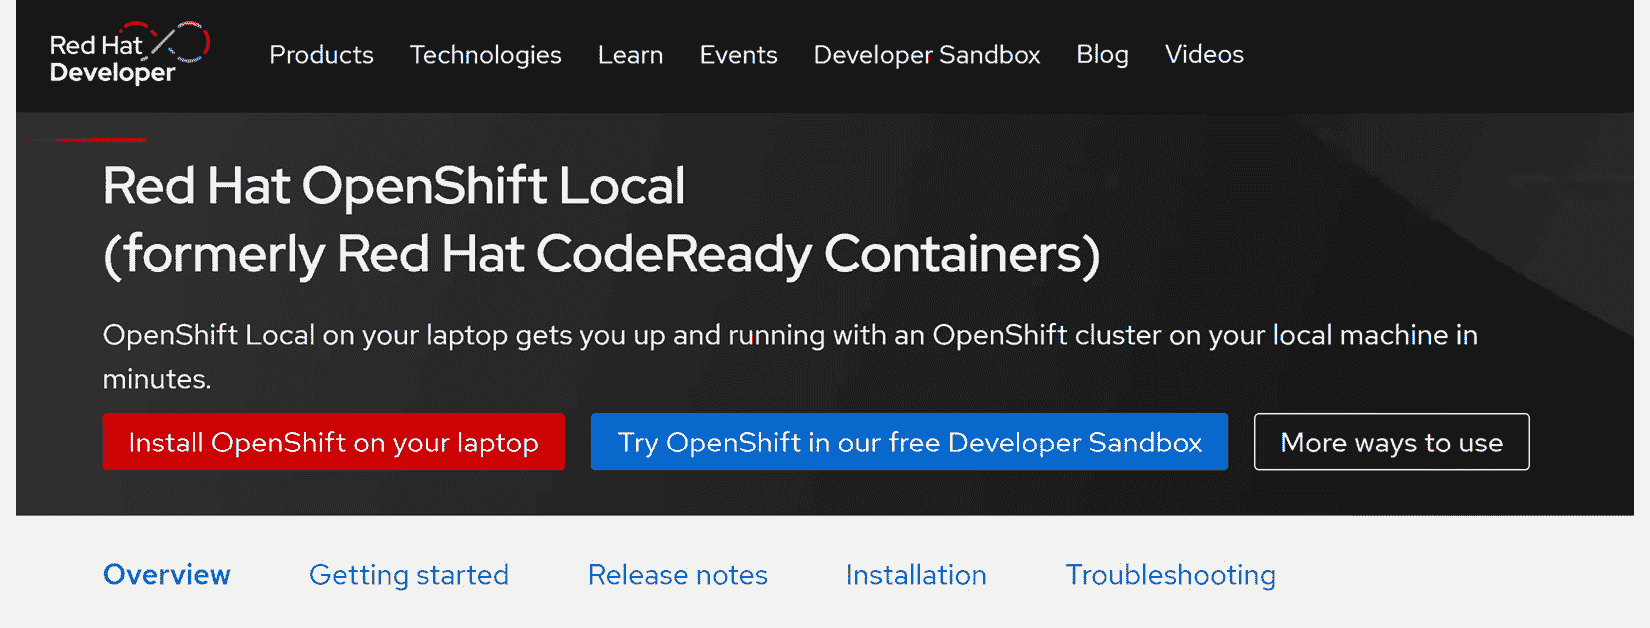 Red Hat
Developer
Products Technologies Learn Events Developer Sandbox Blog Videos
Red Hat OpenShift Local
(formerly Red Hat CodeReady Containers)
OpenShift Local on your laptop gets you up and running with an OpenShift cluster on your local machine in
minutes.
Install OpenShift on your laptop Try OpenShift in our free Developer Sandbox More ways to use
Overview Getting started Release notes Installation Troubleshooting